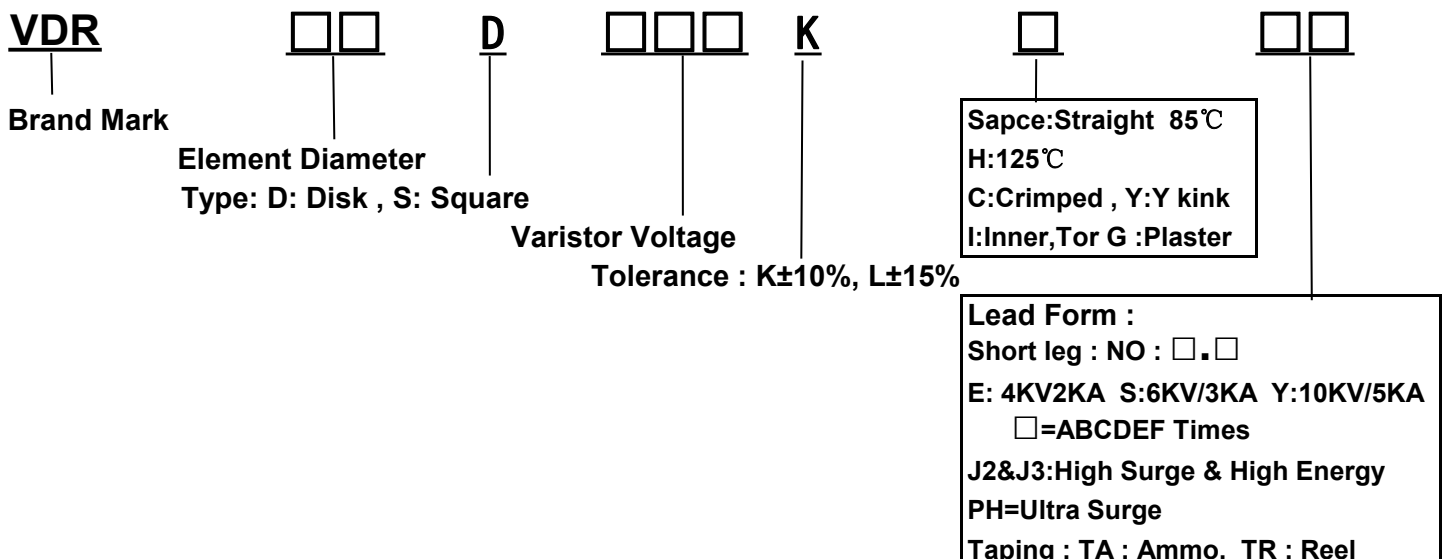 VDR □□ D □□□ K □ □□
Brand Mark
Element Diameter
Type: D: Disk , S: Square
Varistor Voltage
Tolerance : K±10%, L±15%
Sapce:Straight 85℃
H:125℃
C:Crimped , Y:Y kink
I:Inner,Tor G :Plaster
Lead Form :
Short leg : NO : □.□
E: 4KV2KA S:6KV/3KA Y:10KV/5KA
□=ABCDEF Times
J2&J3:High Surge & High Energy
PH=Ultra Surge
Taping : TA : Ammo, TR : Reel